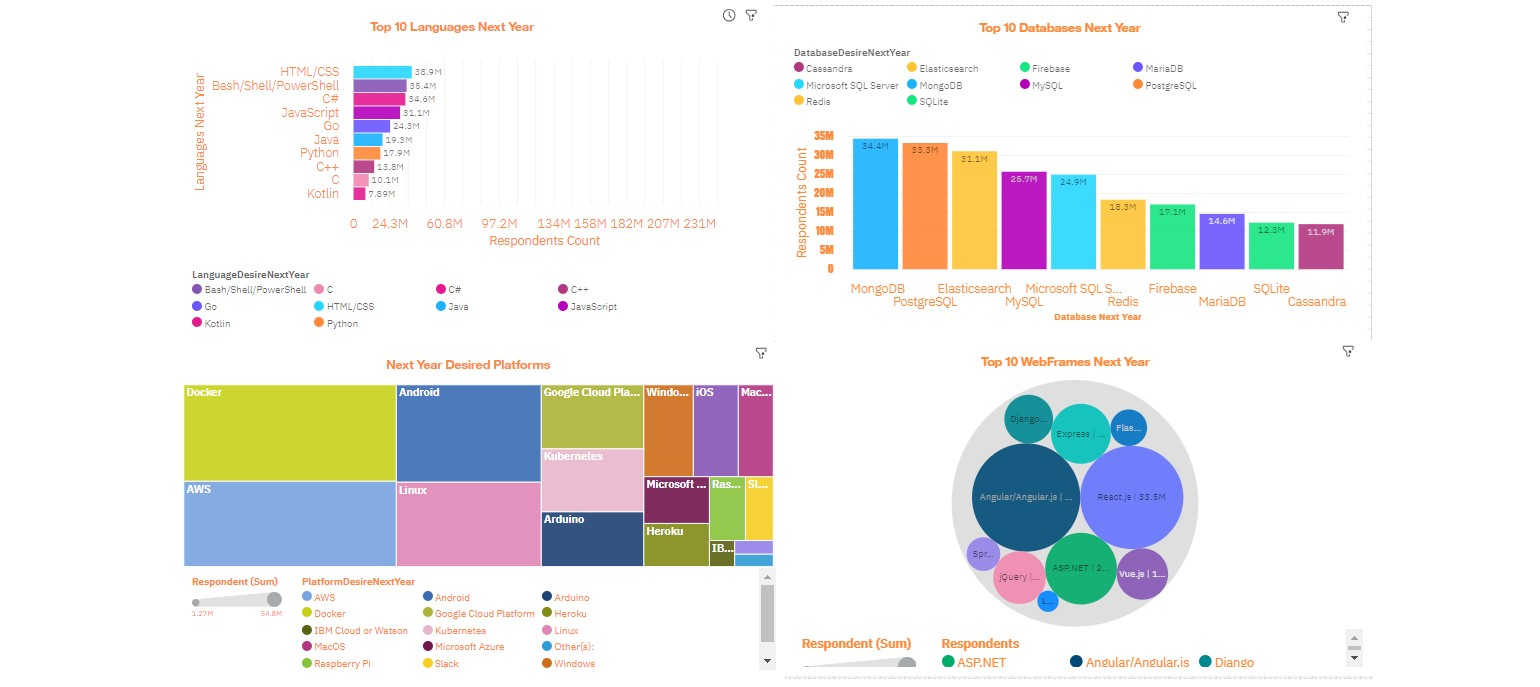 Top 10 Languages Next Year
Languages Next Year
HTML/CSS 38.9M
Bash/Shell/PowerShell 35.4M
C# 34.6M
JavaScript 31.1M
Go 24.3M
Java 19.3M
Python 17.9M
C++ 13.8M
C 10.1M
Kotlin 7.89M
0 24.3M 60.8M 97.2M 134M 158M 182M 207M 231M
Respondents Count
LanguageDesireNextYear
Bash/Shell/PowerShell C C# C++
Go HTML/CSS Java JavaScript
Kotlin Python
Top 10 Databases Next Year
DatabaseDesireNextYear
Cassandra Elasticsearch Firebase MariaDB
Microsoft SQL Server MongoDB MySQL PostgreSQL
Redis SQLite
Respondents Count
35M
30M
25M
20M
15M
10M
5M
0
34.4M 33.3M 31.1M 25.7M 24.9M 18.3M 17.1M 14.6M 12.3M 11.9M
MongoDB Elasticsearch Microsoft SQL S... Firebase SQLite
PostgreSQL MySQL Redis MariaDB Cassandra
Database Next Year
Next Year Desired Platforms
Docker Android Google Cloud Pla... Windo... iOS Mac...
Kubernetes
AWS Linux Microsoft ... Ras... Sl...
Arduino
Heroku
IB...
Respondent (Sum)
1.27M 54.8M
PlatformDesireNextYear
AWS Android Arduino
Docker Google Cloud Platform Heroku
IBM Cloud or Watson Kubernetes Linux
MacOS Microsoft Azure Other(s):
Raspberry Pi Slack Windows
Top 10 WebFrames Next Year
Django...
Express | ...
Flas...
Angular/Angular.js | ...
React.js | 33.5M
Spr...
jQuery |...
ASP.NET | 2...
Vue.js | 1...
L...
Respondent (Sum)
Respondents
ASP.NET Angular/Angular.js Django